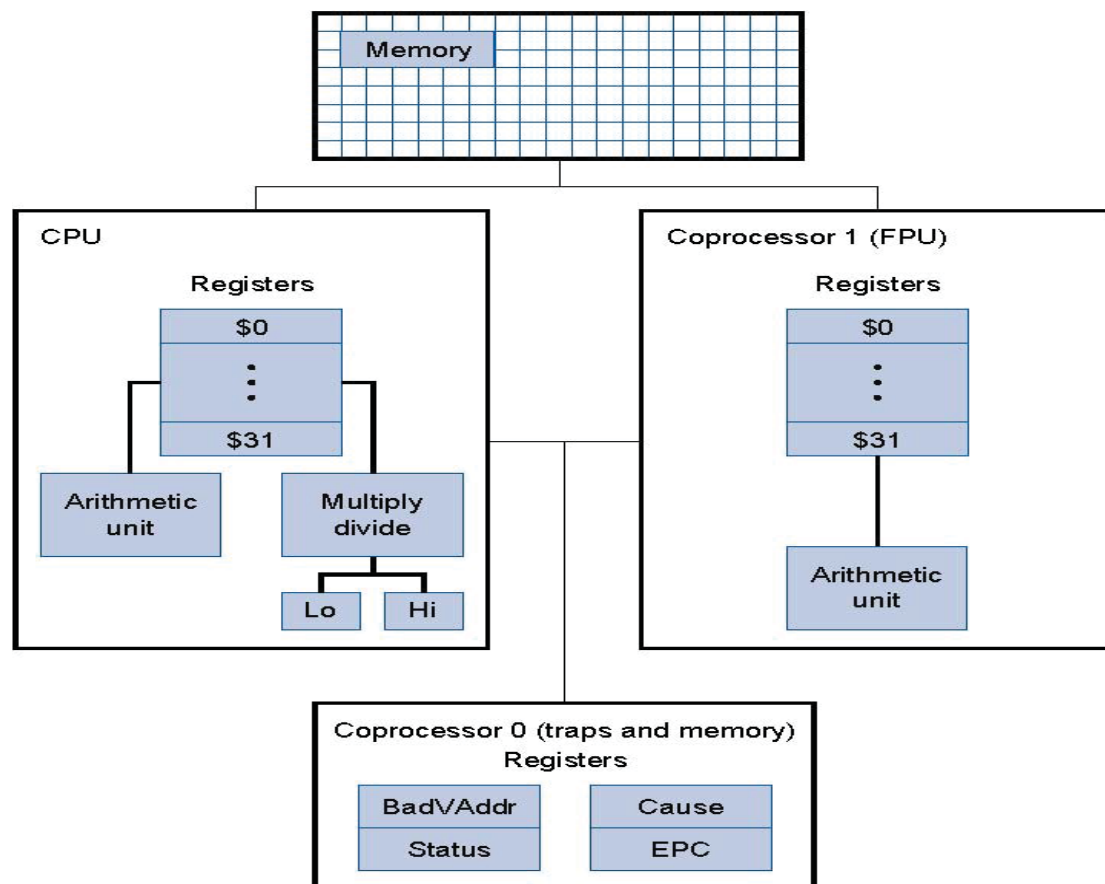 Memory
CPU
Registers
$0
$31
Arithmetic
unit
Multiply
divide
Lo
Hi
Coprocessor 1 (FPU)
Registers
$0
$31
Arithmetic
unit
Coprocessor 0 (traps and memory)
Registers
BadVAddr
Cause
Status
EPC